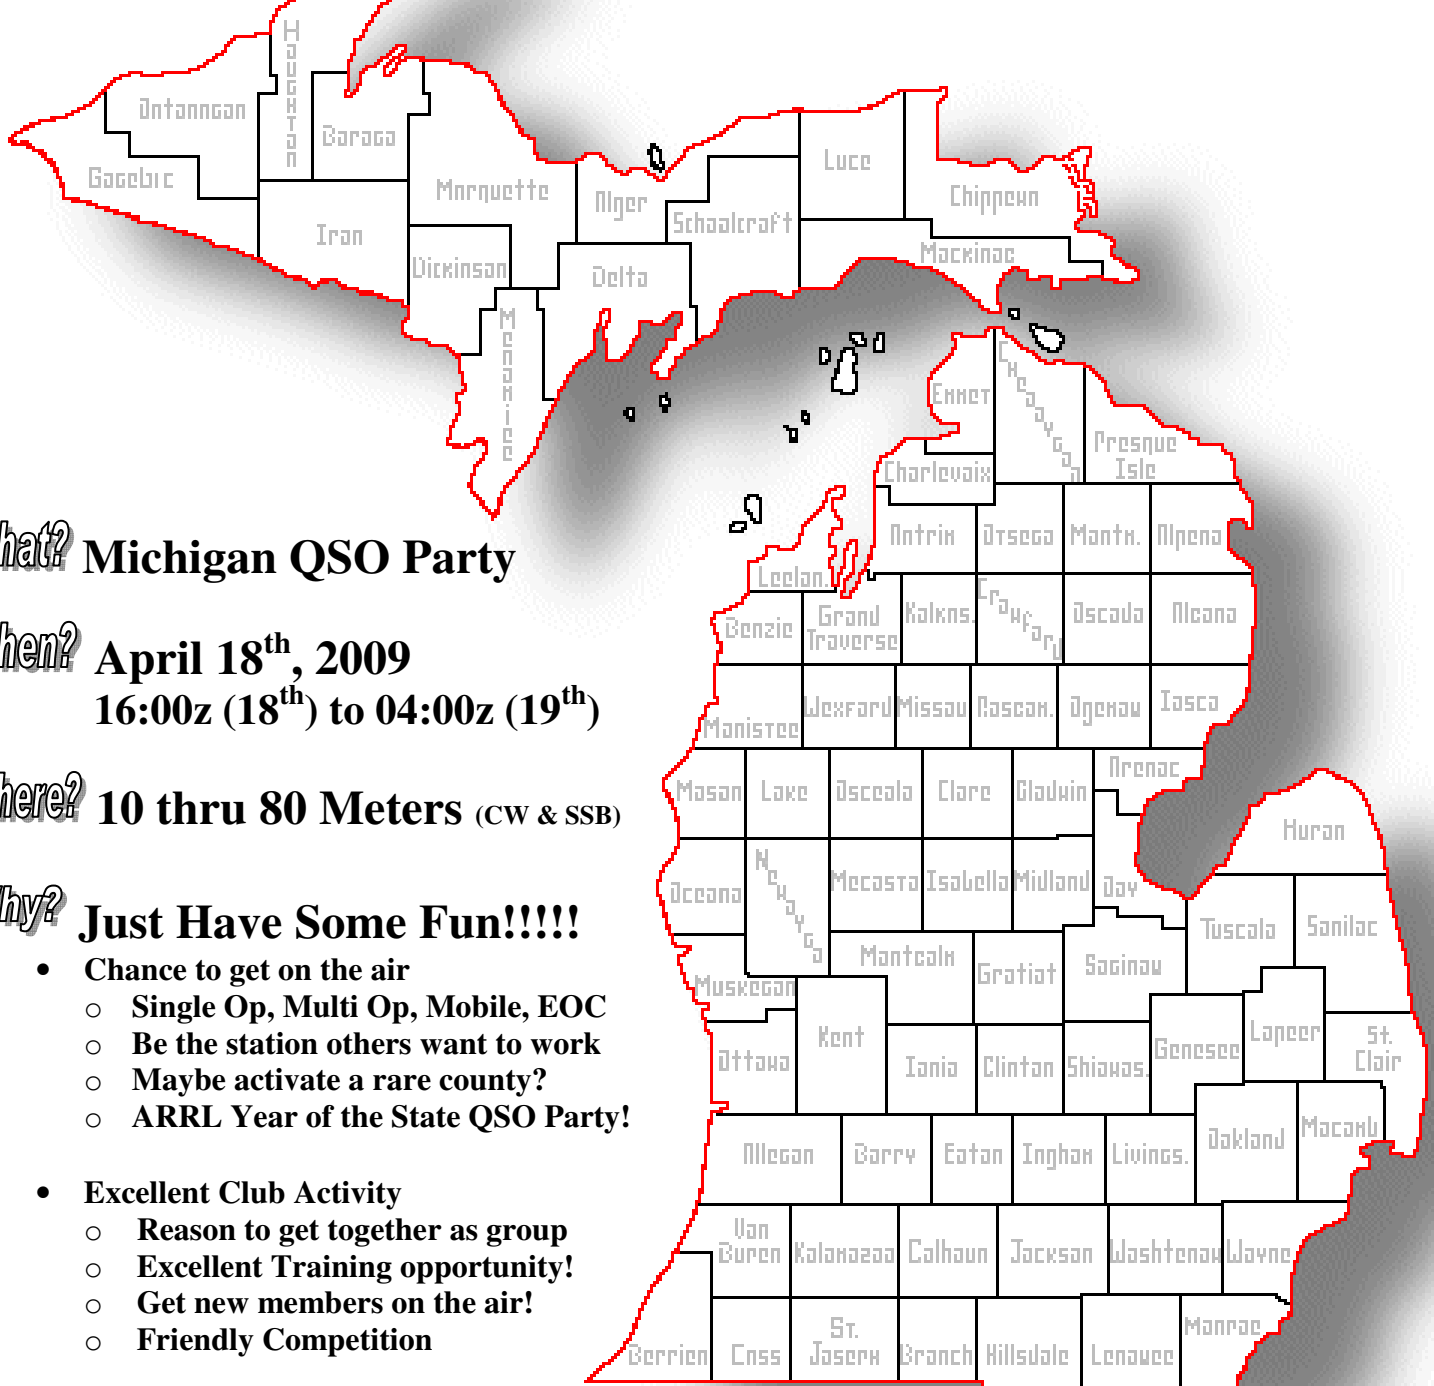 Houghton
Ontonagon
Baraga
Gogebic
Iran
Marquette
Dickinson
Menominee
Alger
Delta
Schoolcraft
Luce
Chippewa
Mackinac
Emmet
Cheboygan
Presque
Isle
Charlevoix
Antrim
Otsego
Montm.
Alpena
Leelan.
Benzie
Grand
Traverse
Kalkns.
Crawford
Oscoda
Alcona
Manistee
Wexford
Missau
Roscom.
Ogemaw
Iosco
Mason
Lake
Osceola
Clare
Gladwin
Arenac
Huron
Oceana
Newaygo
Mecosta
Isabella
Midland
Bay
Tuscola
Sanilac
Muskegon
Montcalm
Gratiot
Saginaw
Ottawa
Kent
Ionia
Clinton
Shiawas.
Genesee
Lapeer
St.
Clair
Allegan
Barry
Eaton
Ingham
Livings.
Oakland
Macomb
Van
Buren
Kalamazoo
Calhoun
Jackson
Washtenaw
Wayne
Berrien
Cass
St.
Joseph
Branch
Hillsdale
Lenawee
Monroe
hat? Michigan QSO Party
hen? April 18th, 2009
16:00z (18th) to 04:00z (19th)
here? 10 thru 80 Meters (CW & SSB)
hy? Just Have Some Fun!!!!!
• Chance to get on the air
o Single Op, Multi Op, Mobile, EOC
o Be the station others want to work
o Maybe activate a rare county?
o ARRL Year of the State QSO Party!
• Excellent Club Activity
o Reason to get together as group
o Excellent Training opportunity!
o Get new members on the air!
o Friendly Competition